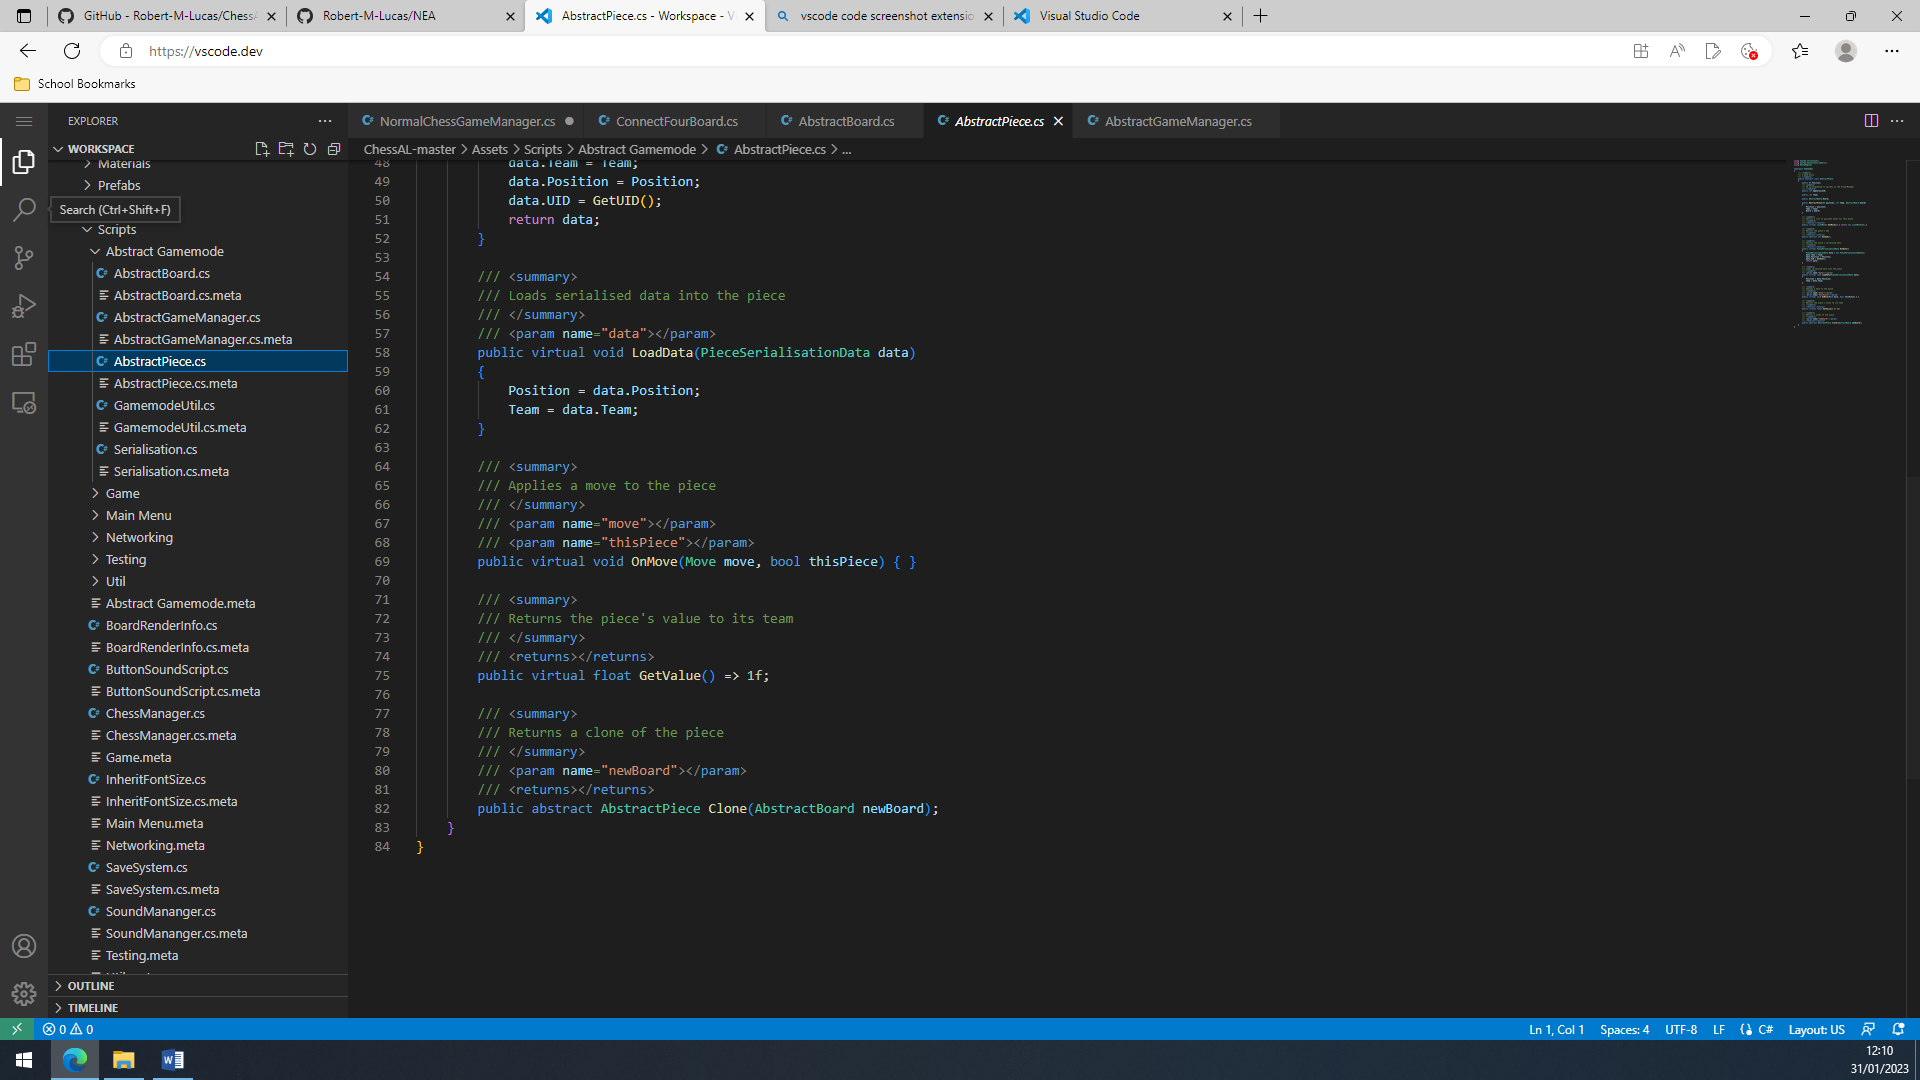 GitHub - Robert-M-Lucas/ChessA
Robert-M-Lucas/NEA
AbstractPiece.cs - Workspace - V
vscode code screenshot extensio
Visual Studio Code
https://vscode.dev
School Bookmarks
EXPLORER
NormalChessGameManager.cs
ConnectFourBoard.cs
AbstractBoard.cs
AbstractPiece.cs
AbstractGameManager.cs
WORKSPACE
ChessAL-master > Assets > Scripts > Abstract Gamemode > AbstractPiece.cs > ...
Materials
Prefabs
Search (Ctrl+Shift+F)
Scripts
Abstract Gamemode
AbstractBoard.cs
AbstractBoard.cs.meta
AbstractGameManager.cs
AbstractGameManager.cs.meta
AbstractPiece.cs
AbstractPiece.cs.meta
GamemodeUtil.cs
GamemodeUtil.cs.meta
Serialisation.cs
Serialisation.cs.meta
Game
Main Menu
Networking
Testing
Util
Abstract Gamemode.meta
BoardRenderInfo.cs
BoardRenderInfo.cs.meta
ButtonSoundScript.cs
ButtonSoundScript.cs.meta
ChessManager.cs
ChessManager.cs.meta
Game.meta
InheritFontSize.cs
InheritFontSize.cs.meta
Main Menu.meta
Networking.meta
SaveSystem.cs
SaveSystem.cs.meta
SoundMananger.cs
SoundMananger.cs.meta
Testing.meta
OUTLINE
TIMELINE
48 data.Team = Team;
49 data.Position = Position;
50 data.UID = GetUID();
51 return data;
52 }
53
54 /// <summary>
55 /// Loads serialised data into the piece
56 /// </summary>
57 /// <param name="data"></param>
58 public virtual void LoadData(PieceSerialisationData data)
59 {
60 Position = data.Position;
61 Team = data.Team;
62 }
63
64 /// <summary>
65 /// Applies a move to the piece
66 /// </summary>
67 /// <param name="move"></param>
68 /// <param name="thisPiece"></param>
69 public virtual void OnMove(Move move, bool thisPiece) { }
70
71 /// <summary>
72 /// Returns the piece's value to its team
73 /// </summary>
74 /// <returns></returns>
75 public virtual float GetValue() => 1f;
76
77 /// <summary>
78 /// Returns a clone of the piece
79 /// </summary>
80 /// <param name="newBoard"></param>
81 /// <returns></returns>
82 public abstract AbstractPiece Clone(AbstractBoard newBoard);
83 }
84 }
0 0
Ln 1, Col 1
Spaces: 4
UTF-8
LF
C#
Layout: US
12:10
31/01/2023